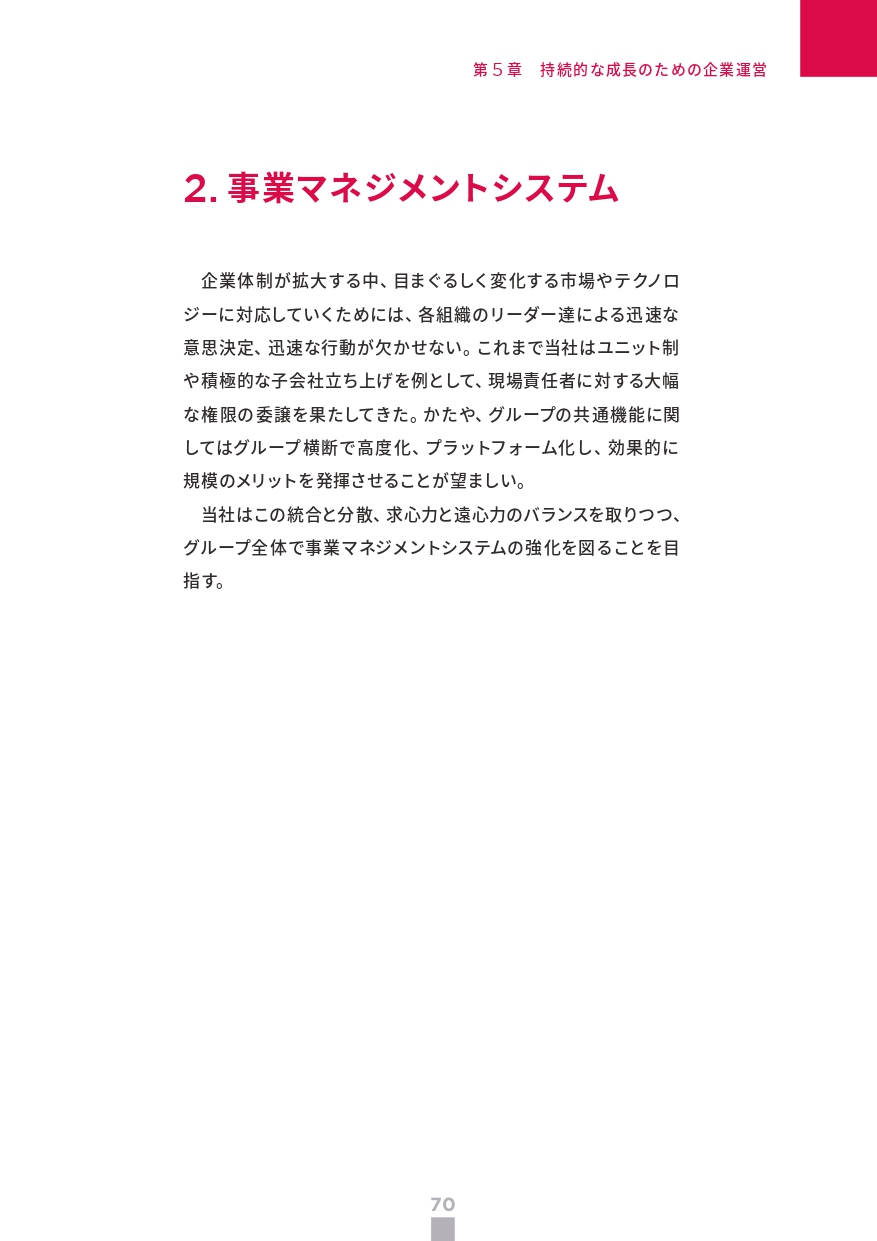 第５章　持続的な成長のための企業運営
2. 事業マネジメントシステム
　企業体制が拡大する中、目まぐるしく変化する市場やテクノロ
ジーに対応していくためには、各組織のリーダー達による迅速な
意思決定、迅速な行動が欠かせない。これまで当社はユニット制
や積極的な子会社立ち上げを例として、現場責任者に対する大幅
な権限の委譲を果たしてきた。かたや、グループの共通機能に関
してはグループ横断で高度化、プラットフォーム化し、効果的に
規模のメリットを発揮させることが望ましい。
　当社はこの統合と分散、求心力と遠心力のバランスを取りつつ、
グループ全体で事業マネジメントシステムの強化を図ることを目
指す。
70